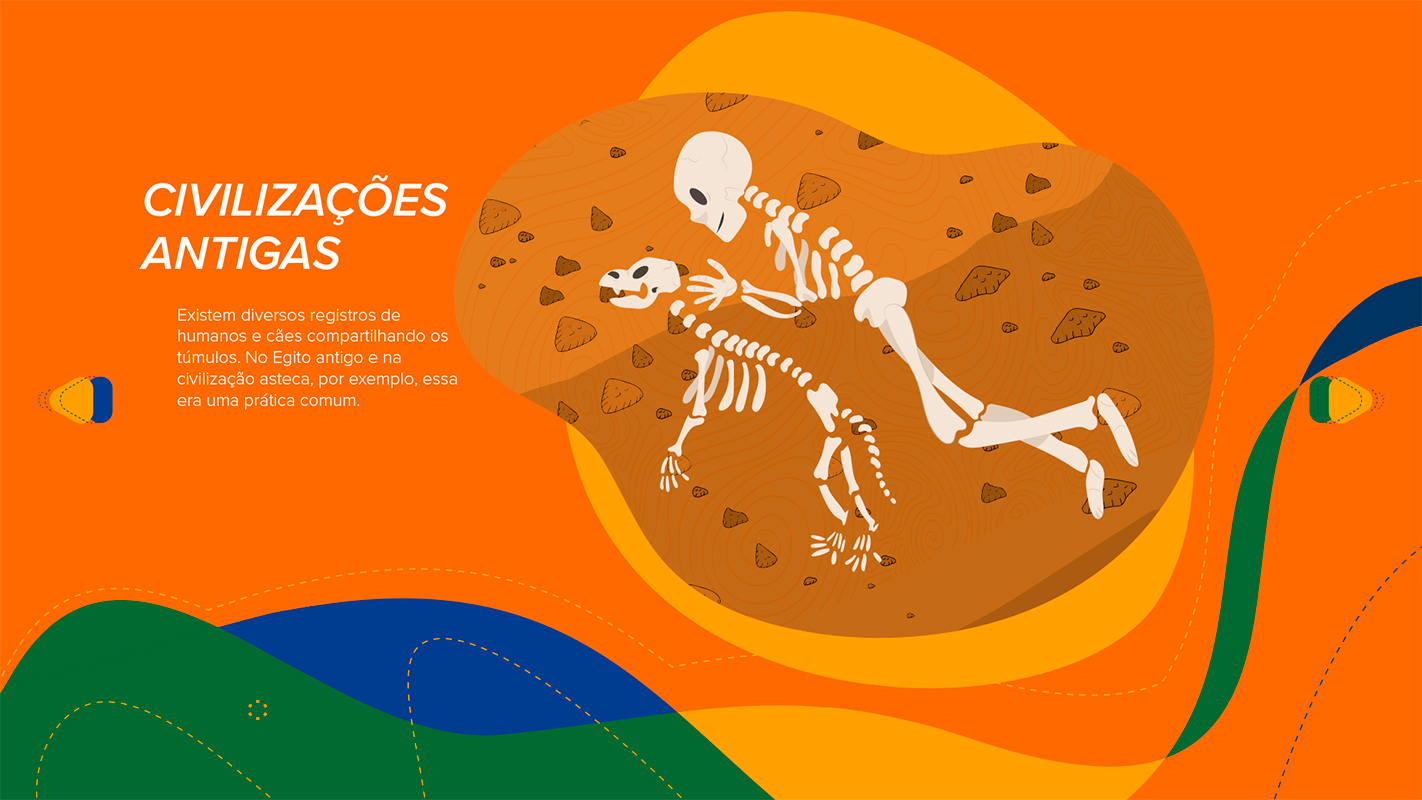 CIVILIZAÇÕES
ANTIGAS
Existem diversos registros de
humanos e cães compartilhando os
túmulos. No Egito antigo e na
civilização asteca, por exemplo, essa
era uma prática comum.